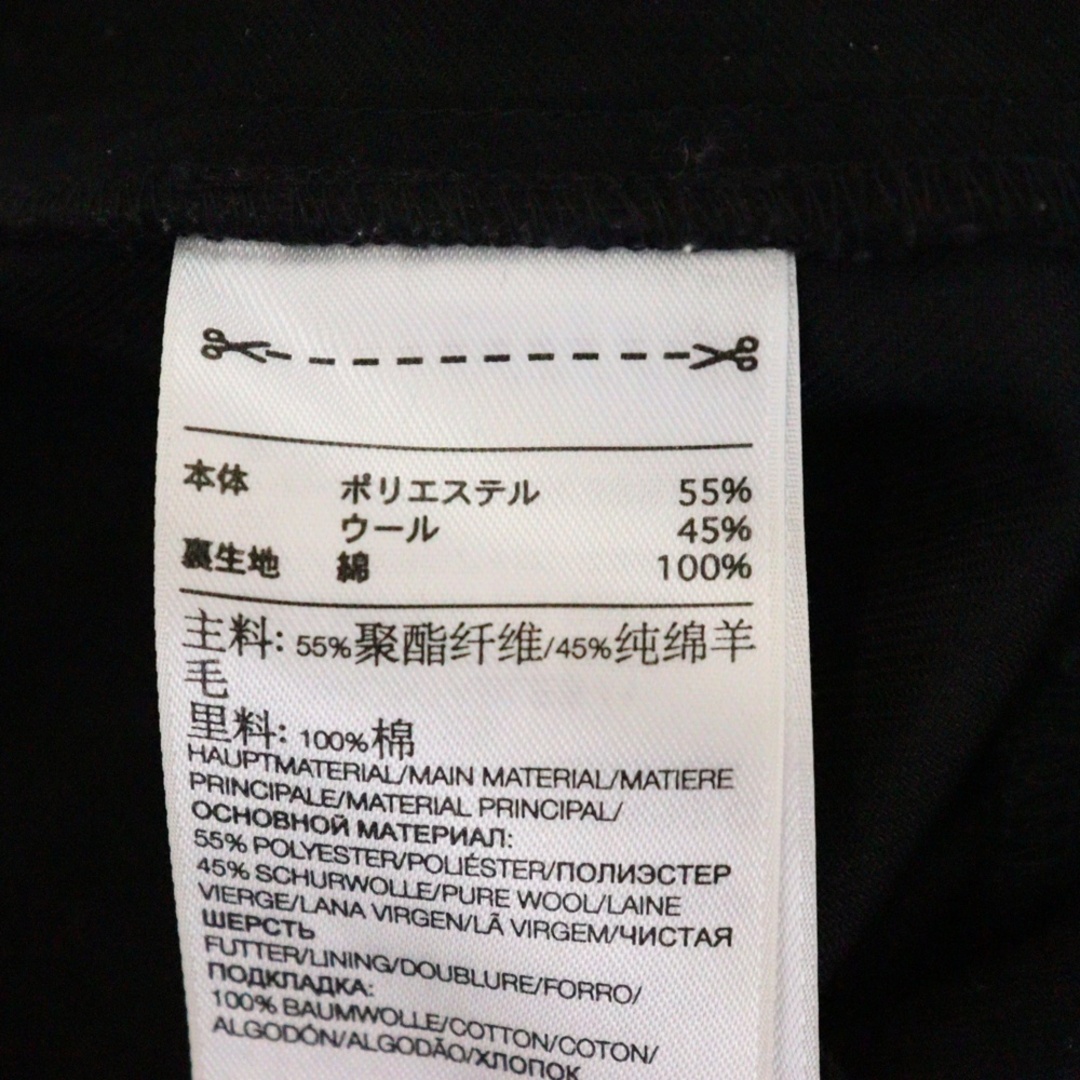 本体 ポリエステル 55%
ウール 45%
裏生地 綿 100%
主料: 55%聚酯纤维/45%纯绵羊
毛
里料: 100%棉
HAUPTMATERIAL/MAIN MATERIAL/MATIERE
PRINCIPALE/MATERIAL PRINCIPAL/
ОСНОВНОЙ МАТЕРИАЛ:
55% POLYESTER/POLIÉSTER/ПОЛИЭСТЕР
45% SCHURWOLLE/PURE WOOL/LAINE
VIERGE/LANA VIRGEN/LÃ VIRGEM/ЧИСТАЯ
ШЕРСТЬ
FUTTER/LINING/DOUBLURE/FORRO/
ПОДКЛАДКА:
100% BAUMWOLLE/COTTON/COTON/
ALGODÓN/ALGODÃO/ХЛОПОК